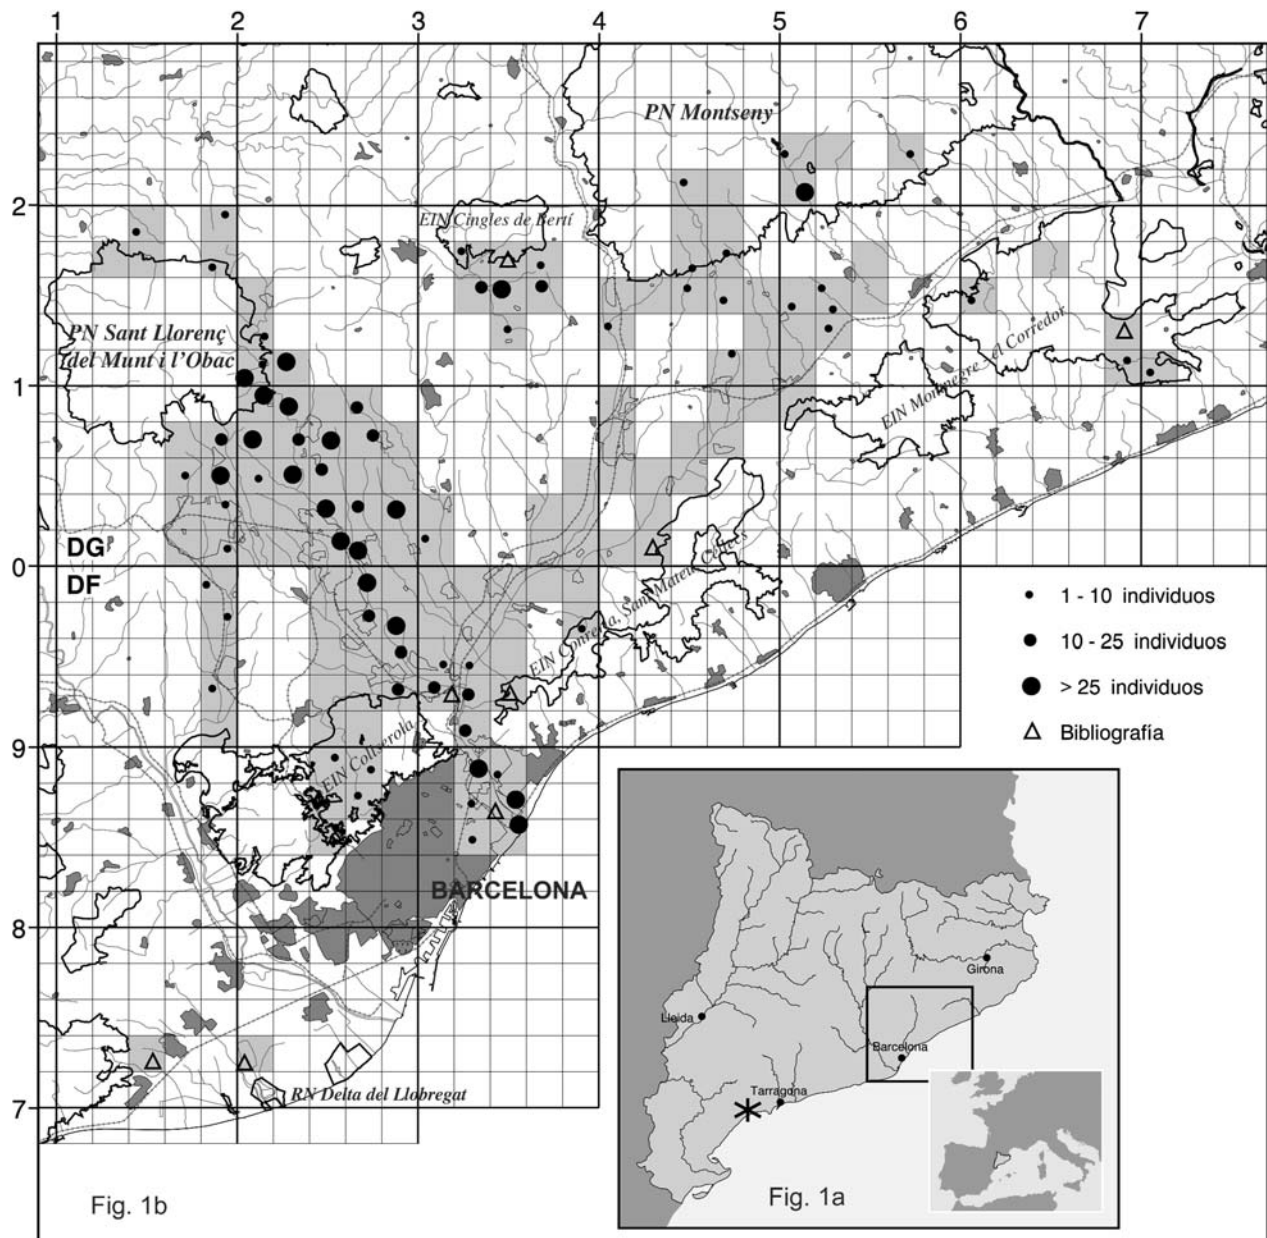 1 2 3 4 5 6 7
PN Montseny
2
EIN Cingles de Bertí
PN Sant Llorenç
del Munt i l'Obac
EIN Montnegre - el Corredor
1
DG
0
DF
EIN Conreria, Sant Mateu, Céllecs
1 - 10 individuos
10 - 25 individuos
> 25 individuos
Bibliografía
EIN Collserola
9
BARCELONA
8
RN Delta del Llobregat
7
Fig. 1b
Girona
Lleida
Barcelona
Tarragona
Fig. 1a